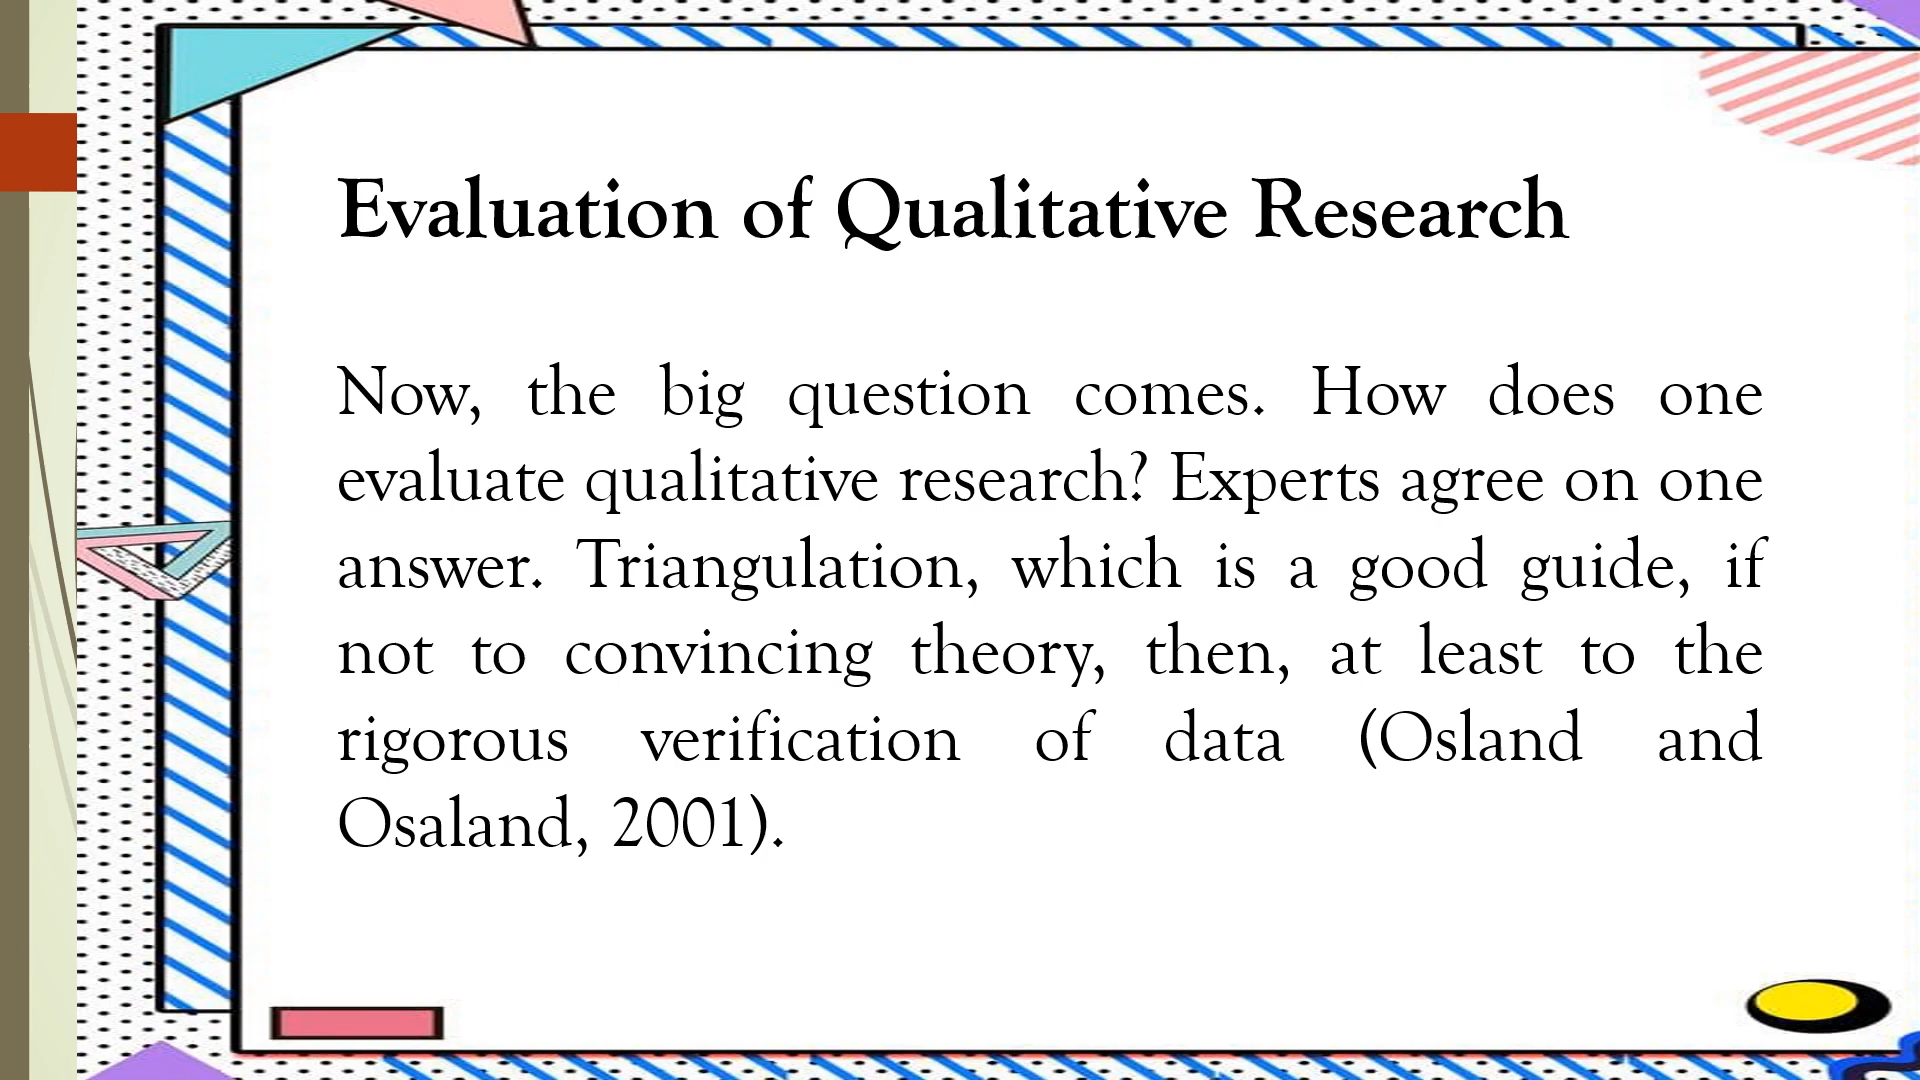 Evaluation of Qualitative Research
Now, the big question comes. How does one
evaluate qualitative research? Experts agree on one
answer. Triangulation, which is a good guide, if
not to convincing theory, then, at least to the
rigorous verification of data (Osland and
Osaland, 2001).